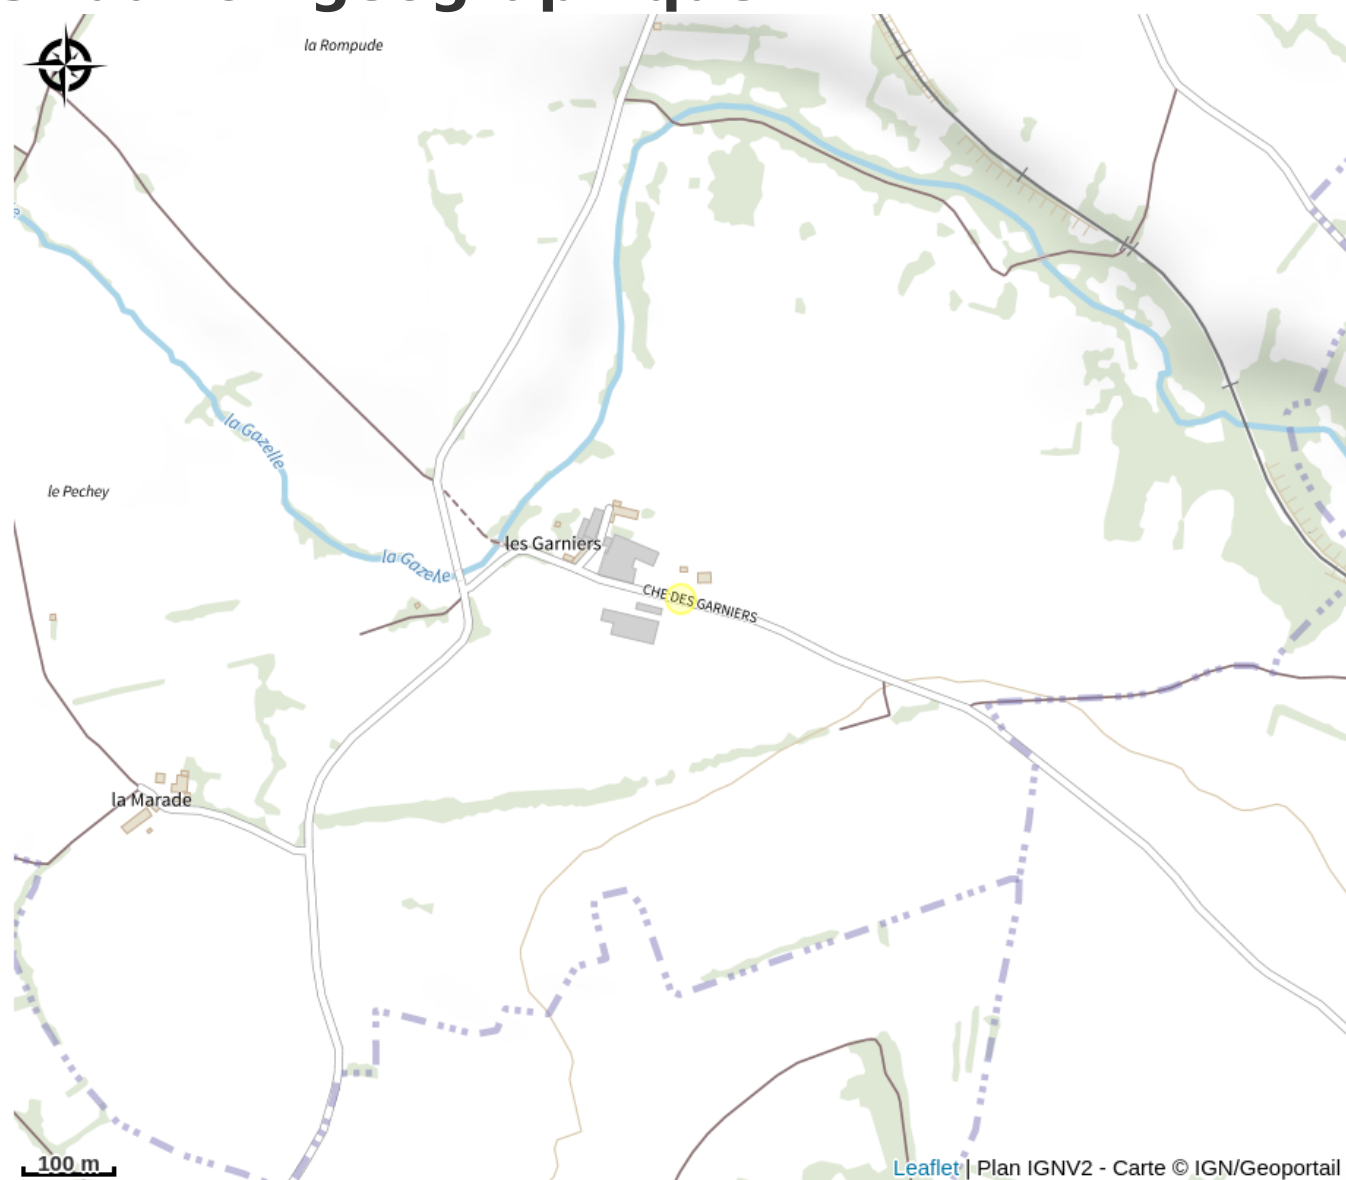 la Rompude
la Gazelle
le Pechey
les Garniers
la Gazelle
CHE DES GARNIERS
la Marade
100 m
Leaflet | Plan IGNV2 - Carte © IGN/Geoportail